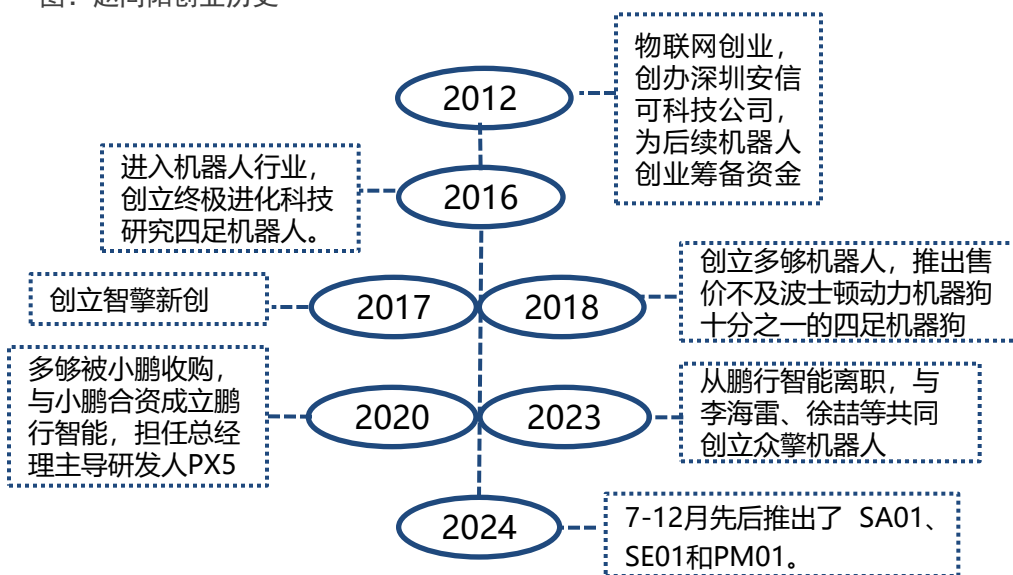 2012
物联网创业，
创办深圳安信
可科技公司，
为后续机器人
创业筹备资金
进入机器人行业，
创立终极进化科技
研究四足机器人。
2016
创立智擎新创
2017
2018
创立多够机器人，推出售
价不及波士顿动力机器狗
十分之一的四足机器狗
多够被小鹏收购，
与小鹏合资成立鹏
行智能，担任总经
理主导研发人PX5
2020
2023
从鹏行智能离职，与
李海雷、徐喆等共同
创立众擎机器人
2024
7-12月先后推出了 SA01、
SE01和PM01。